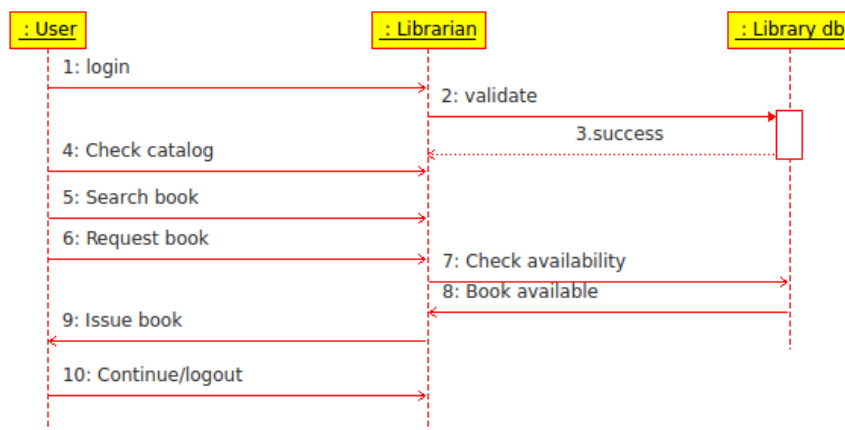 : User
: Librarian
: Library db
1: login
2: validate
3.success
4: Check catalog
5: Search book
6: Request book
7: Check availability
8: Book available
9: Issue book
10: Continue/logout